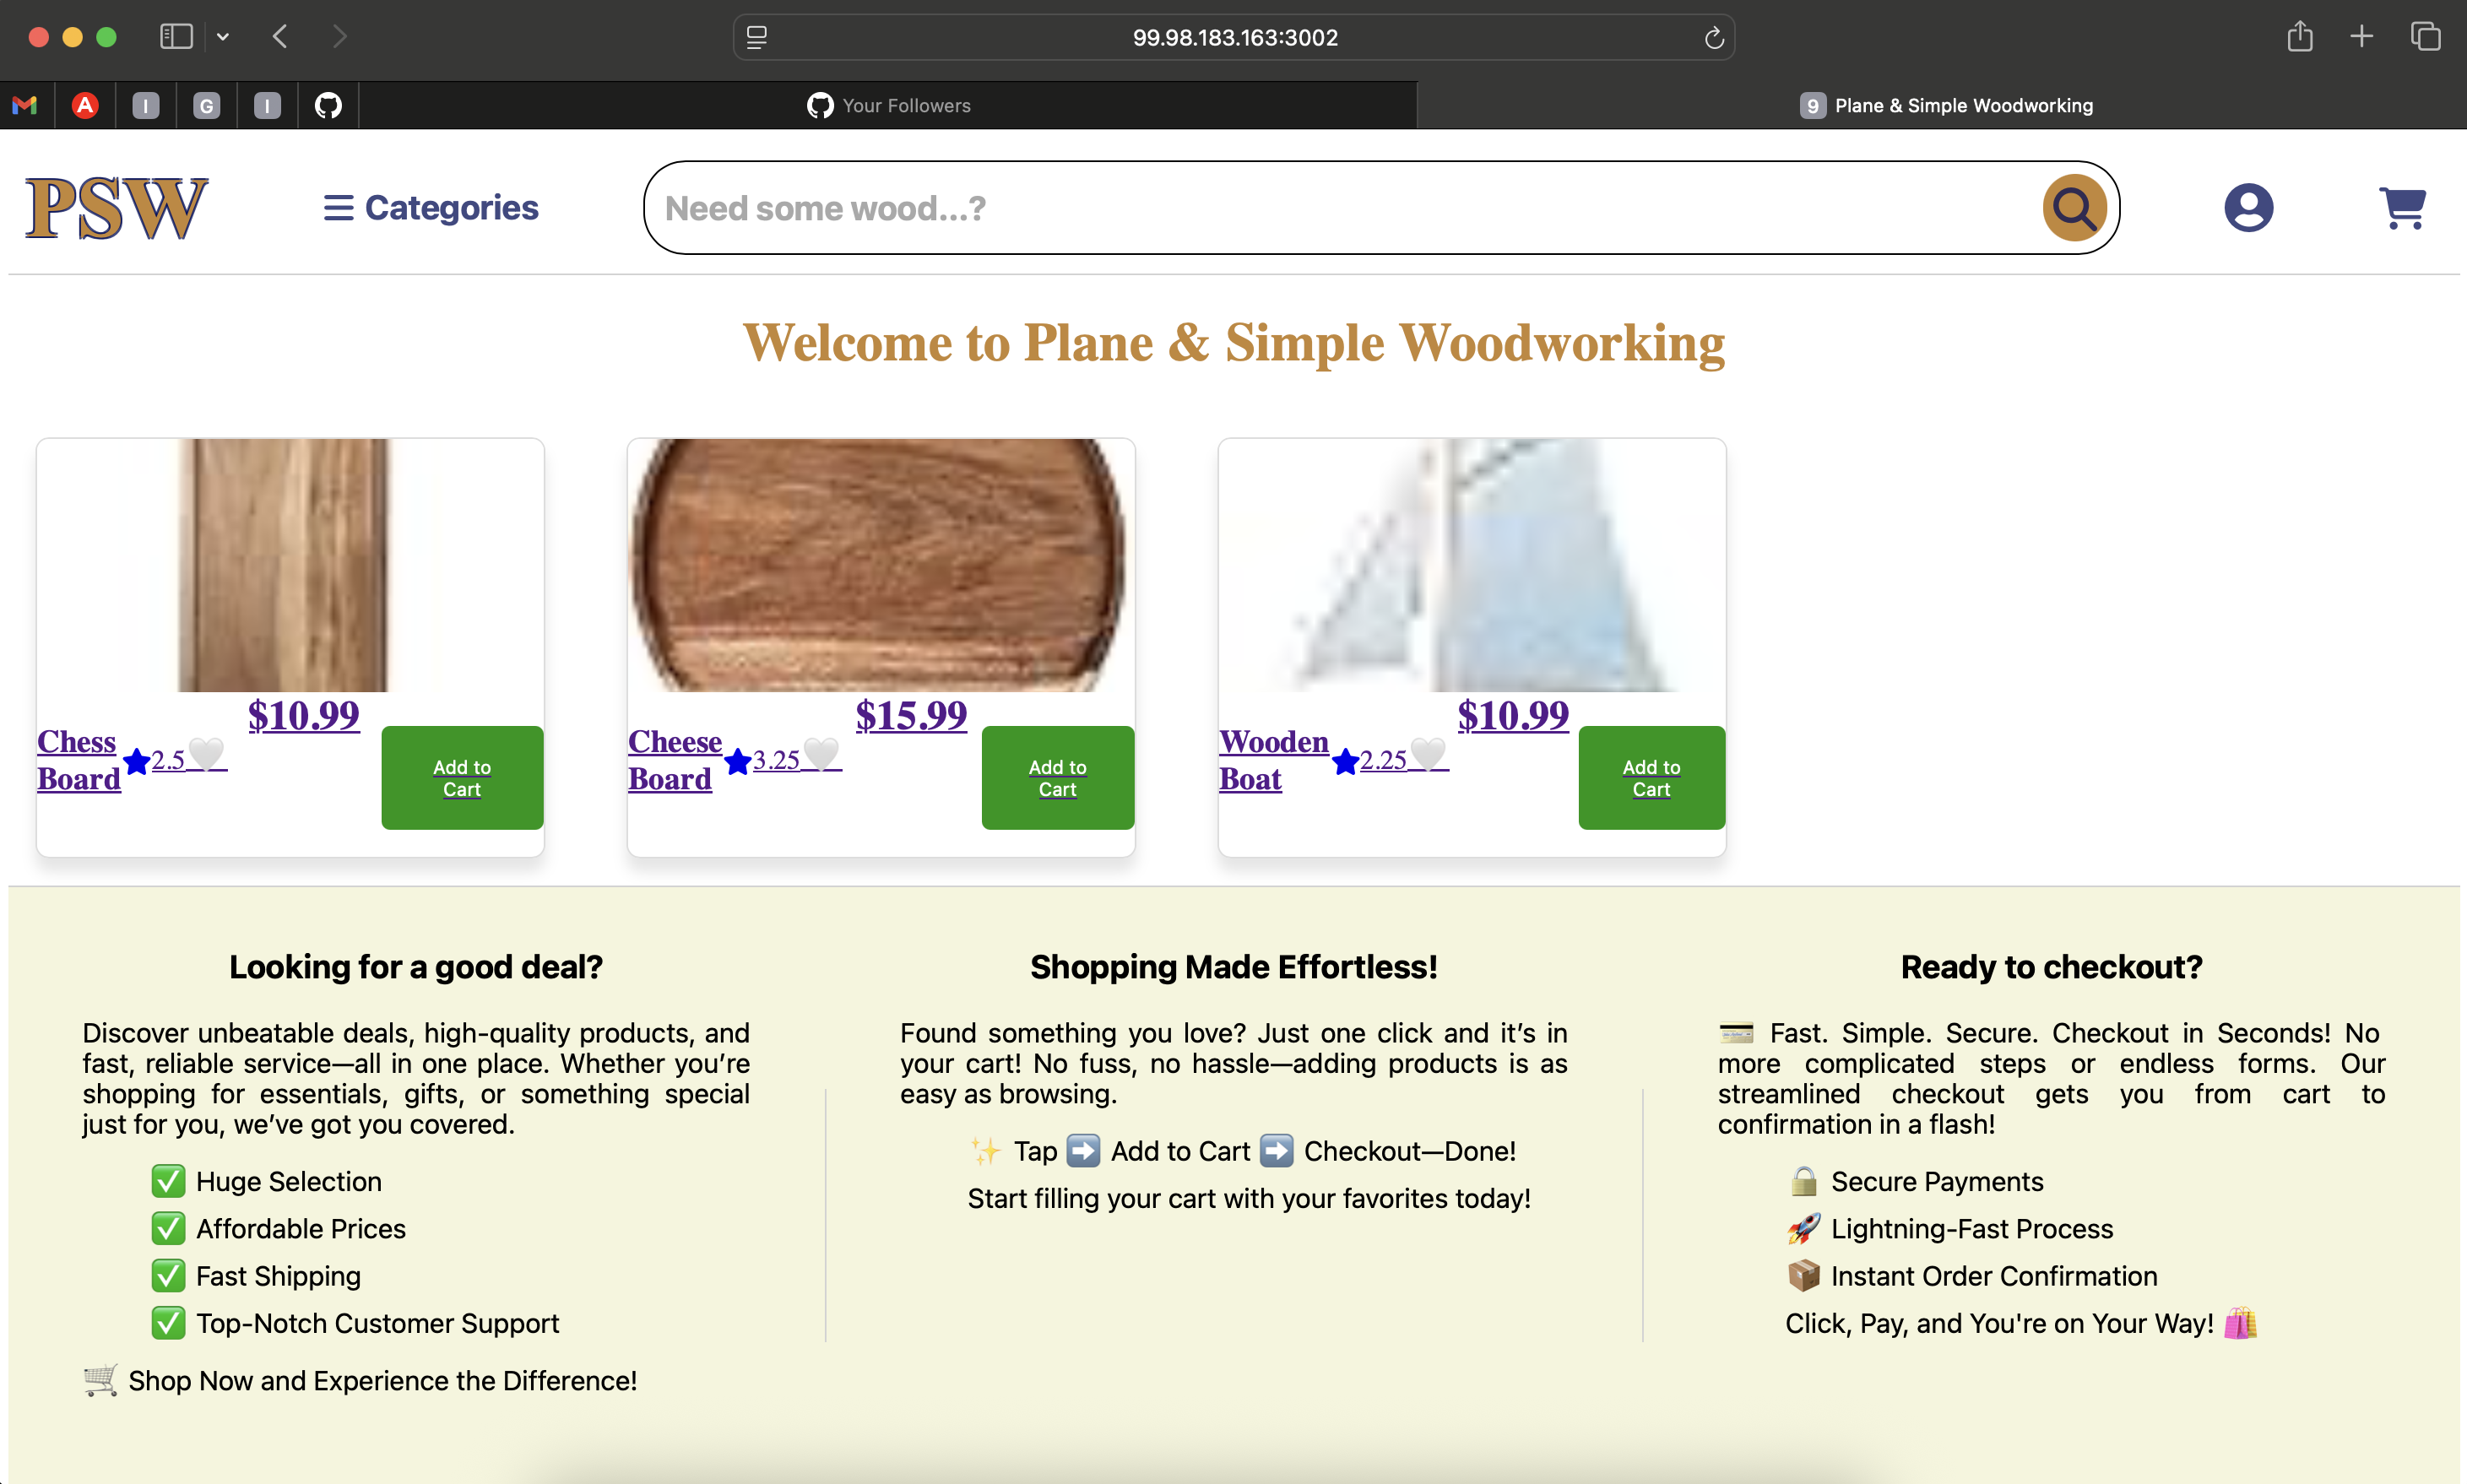 99.98.183.163:3002
A
I
G
I
Your Followers
9 Plane & Simple Woodworking
PSW
Categories
Need some wood...?
Welcome to Plane & Simple Woodworking
Chess
Board
2.5
$10.99
Add to
Cart
Cheese
Board
3.25
$15.99
Add to
Cart
Wooden
Boat
2.25
$10.99
Add to
Cart
Looking for a good deal?
Discover unbeatable deals, high-quality products, and
fast, reliable service—all in one place. Whether you’re
shopping for essentials, gifts, or something special
just for you, we’ve got you covered.
✅ Huge Selection
✅ Affordable Prices
✅ Fast Shipping
✅ Top-Notch Customer Support
🛒 Shop Now and Experience the Difference!
Shopping Made Effortless!
Found something you love? Just one click and it’s in
your cart! No fuss, no hassle—adding products is as
easy as browsing.
✨ Tap ➡️ Add to Cart ➡️ Checkout—Done!
Start filling your cart with your favorites today!
Ready to checkout?
💳 Fast. Simple. Secure. Checkout in Seconds! No
more complicated steps or endless forms. Our
streamlined checkout gets you from cart to
confirmation in a flash!
🔒 Secure Payments
🚀 Lightning-Fast Process
📦 Instant Order Confirmation
Click, Pay, and You're on Your Way! 🛍️